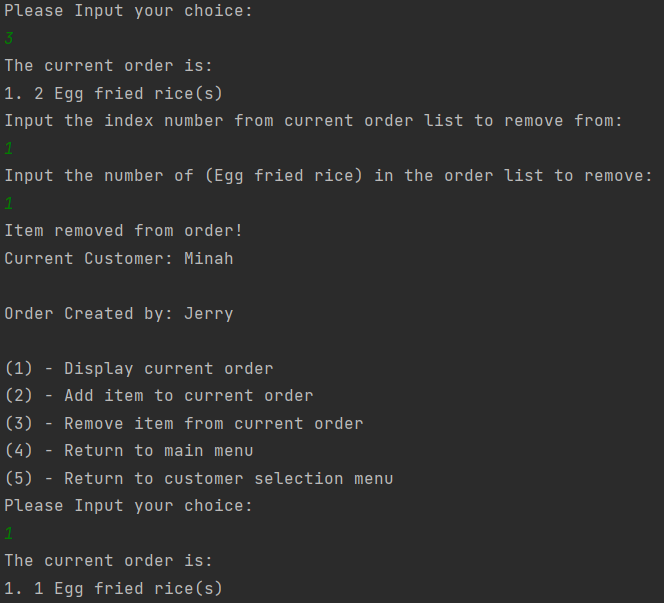 Please Input your choice:
3
The current order is:
1. 2 Egg fried rice(s)
Input the index number from current order list to remove from:
1
Input the number of (Egg fried rice) in the order list to remove:
1
Item removed from order!
Current Customer: Minah
Order Created by: Jerry
(1) - Display current order
(2) - Add item to current order
(3) - Remove item from current order
(4) - Return to main menu
(5) - Return to customer selection menu
Please Input your choice:
1
The current order is:
1. 1 Egg fried rice(s)